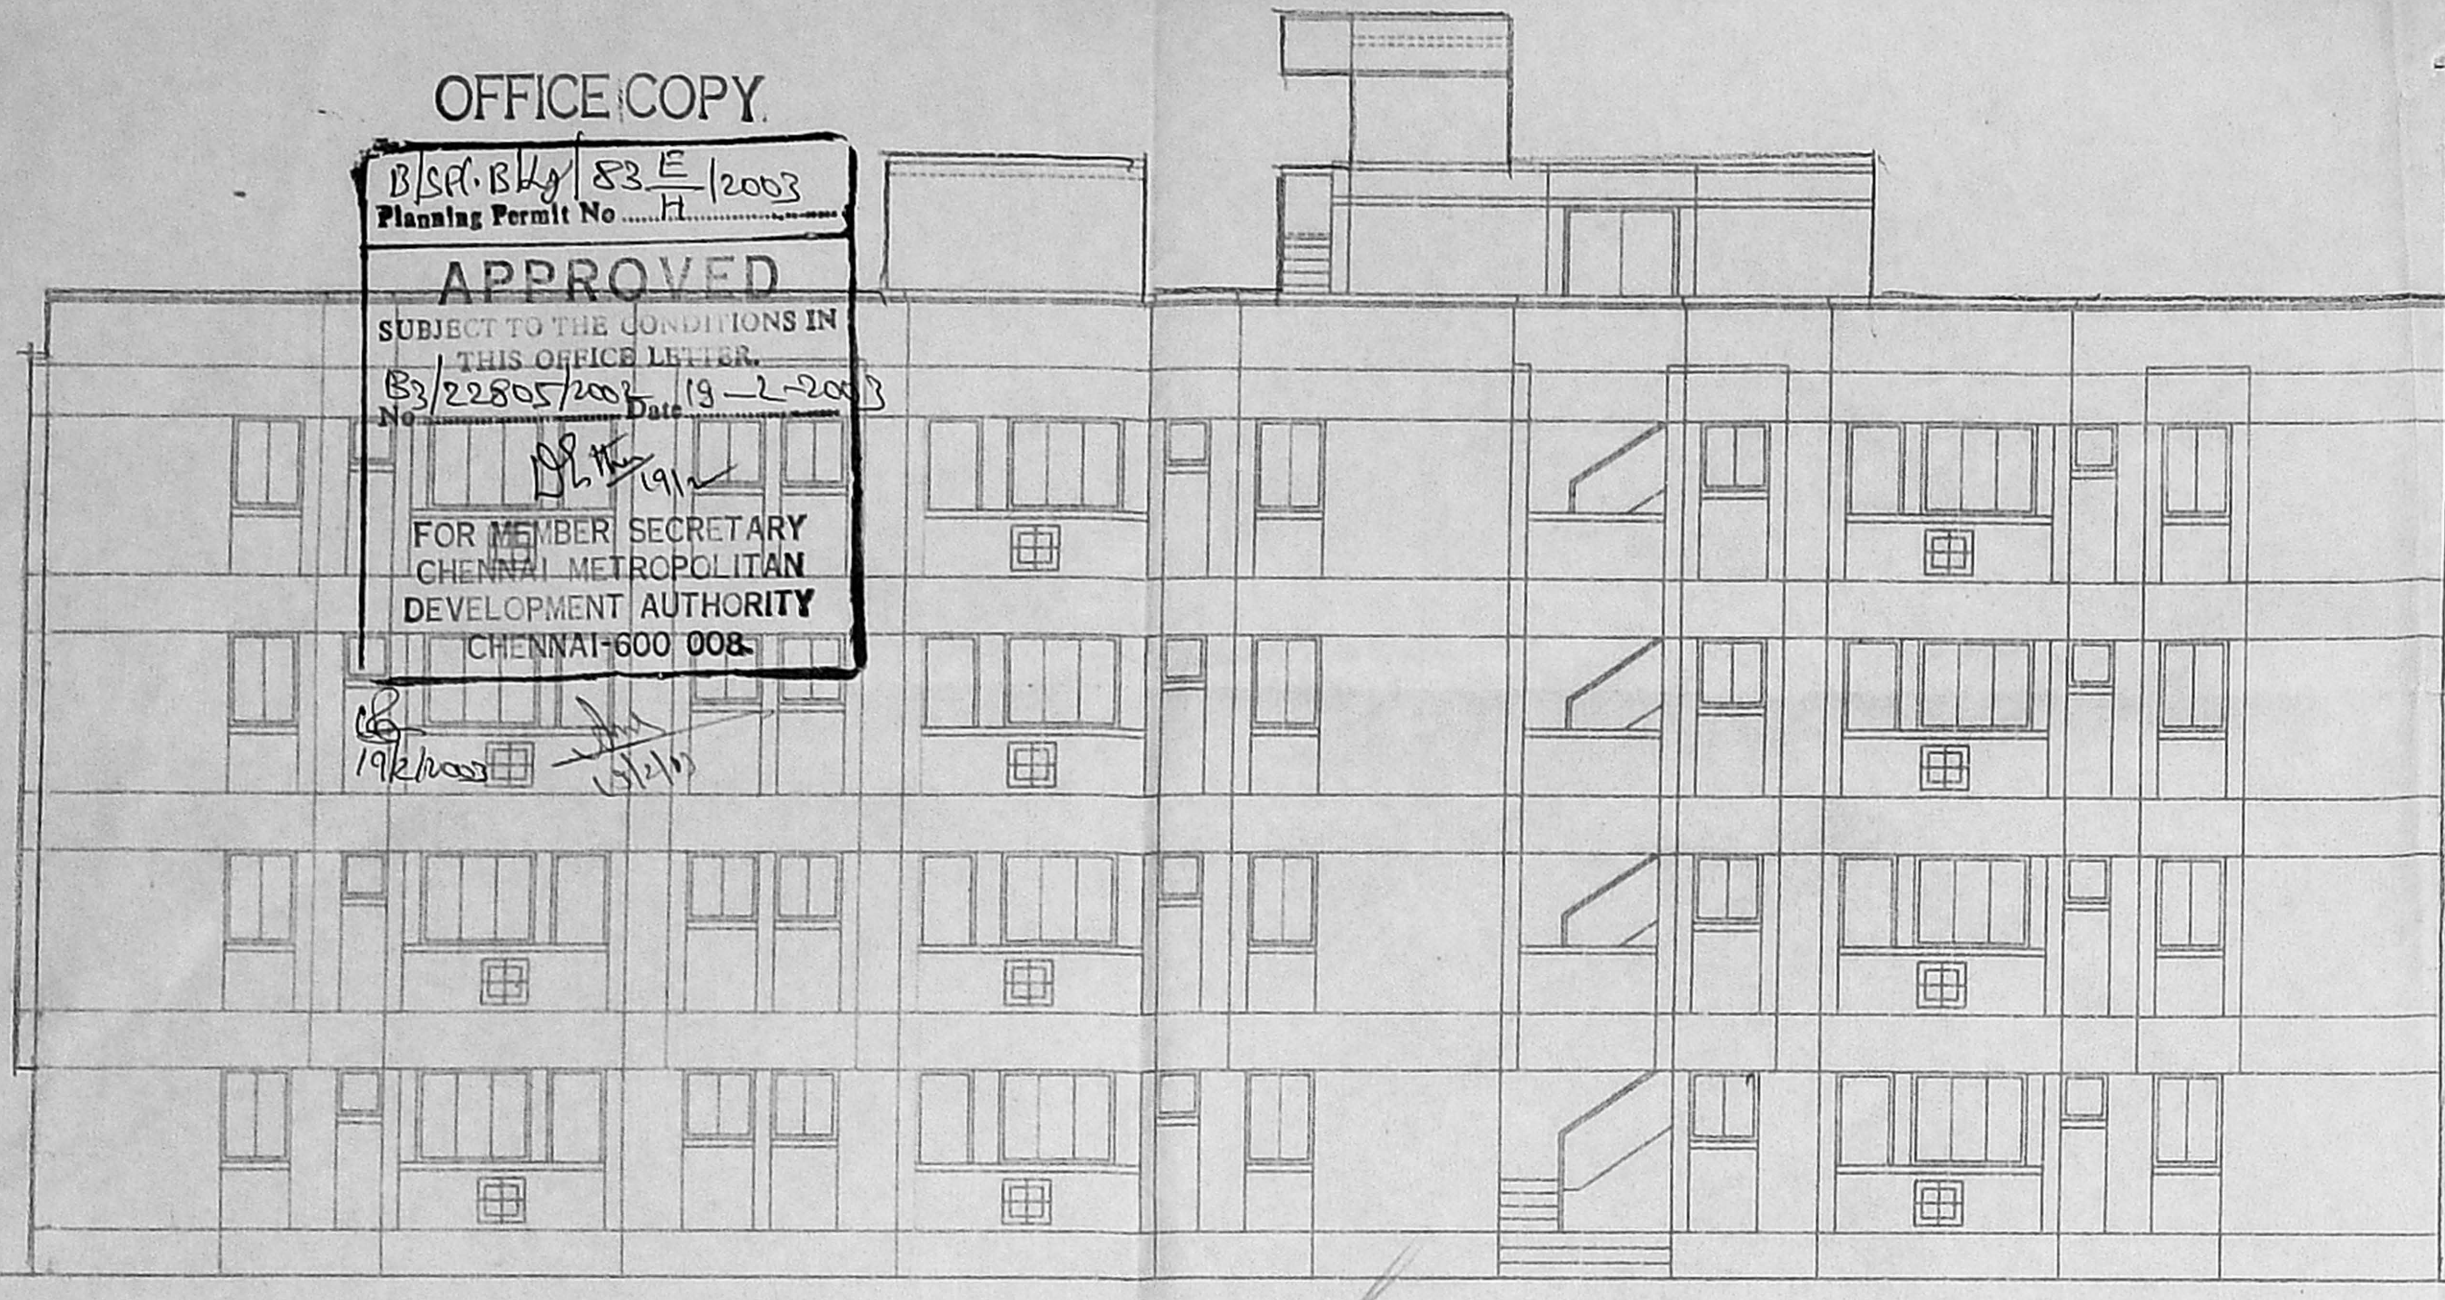 OFFICE COPY
B/Spl.Bldg/83 E/H /2003
Planning Permit No
APPROVED
SUBJECT TO THE CONDITIONS IN
THIS OFFICE LETTER.
B3/22805/2002 19-2-2003
No Date
19/2
FOR MEMBER SECRETARY
CHENNAI METROPOLITAN
DEVELOPMENT AUTHORITY
CHENNAI-600 008.
19/2/2003